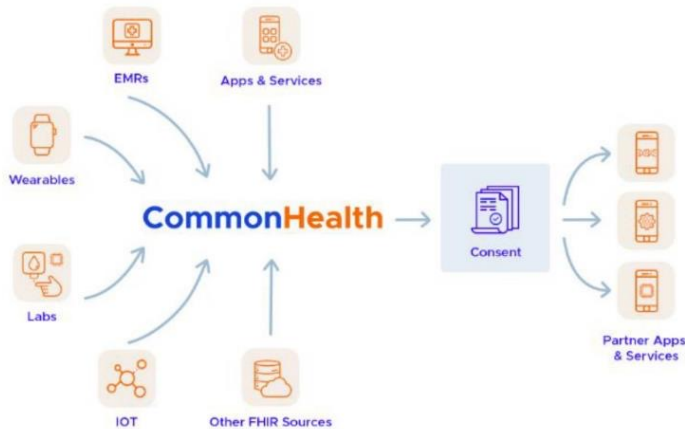 EMRs
Apps & Services
Wearables
CommonHealth
Consent
Labs
Partner Apps
& Services
IOT
Other FHIR Sources